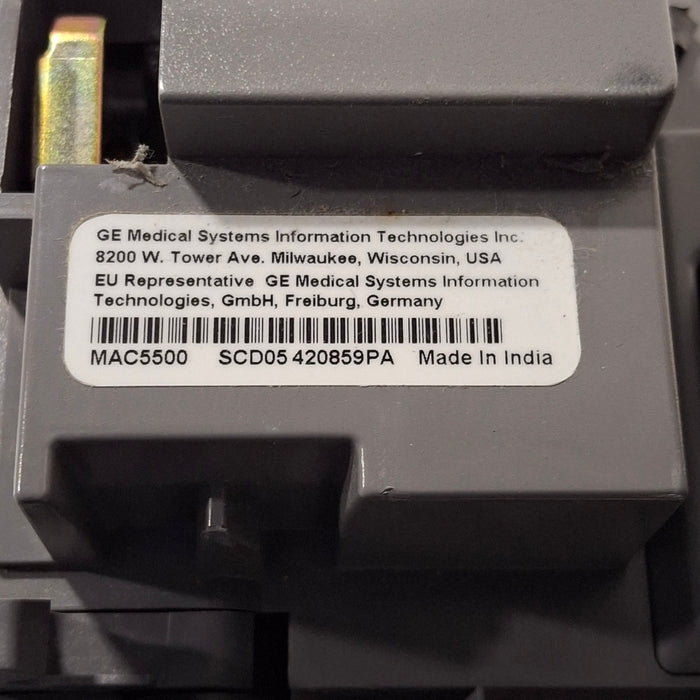 GE Medical Systems Information Technologies Inc.
8200 W. Tower Ave. Milwaukee, Wisconsin, USA
EU Representative GE Medical Systems Information
Technologies, GmbH, Freiburg, Germany
MAC5500 SCD05 420859PA Made In India